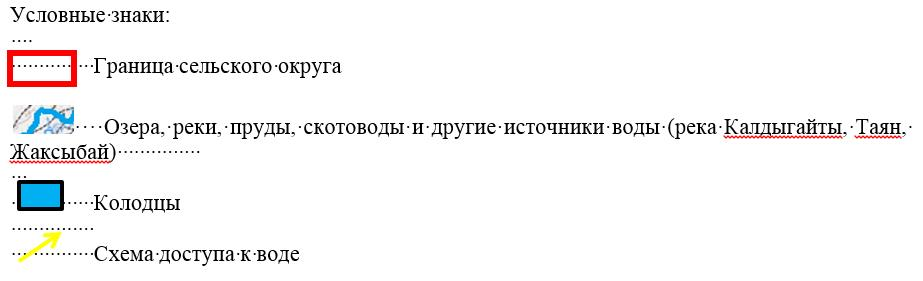 Условные знаки:
Граница сельского округа
Озера, реки, пруды, скотоводы и другие источники воды (река Калдыгайты, Таян,
Жаксыбай)
Колодцы
Схема доступа к воде